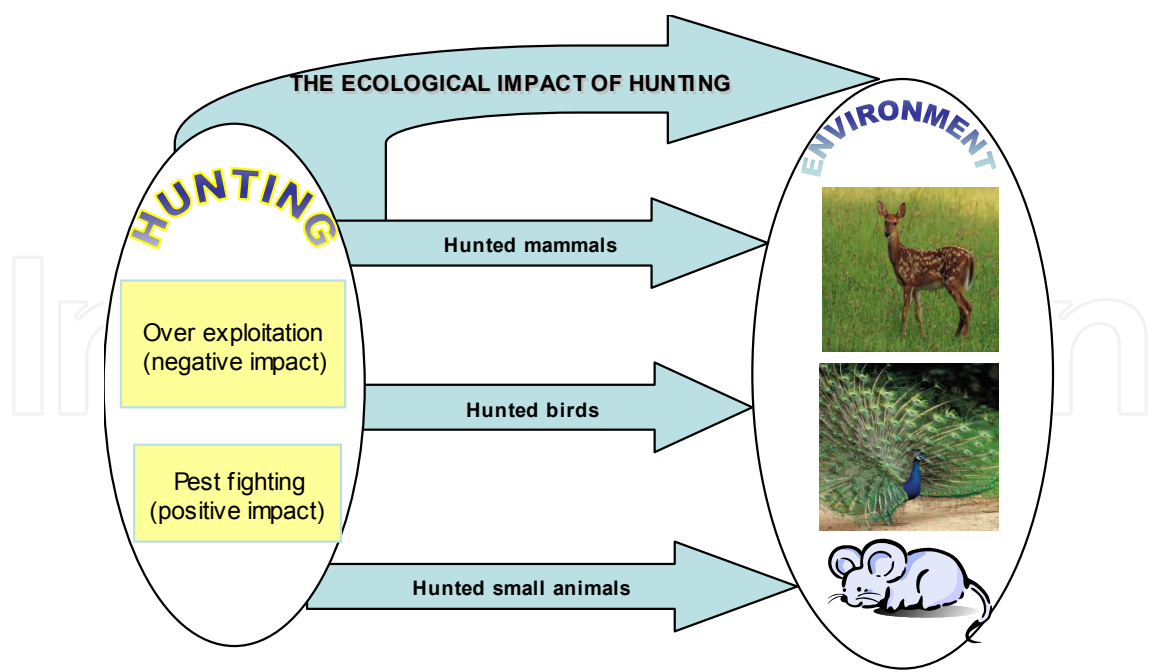 THE ECOLOGICAL IMPACT OF HUNTING
HUNTING
ENVIRONMENT
Hunted mammals
Over exploitation
(negative impact)
Hunted birds
Pest fighting
(positive impact)
Hunted small animals